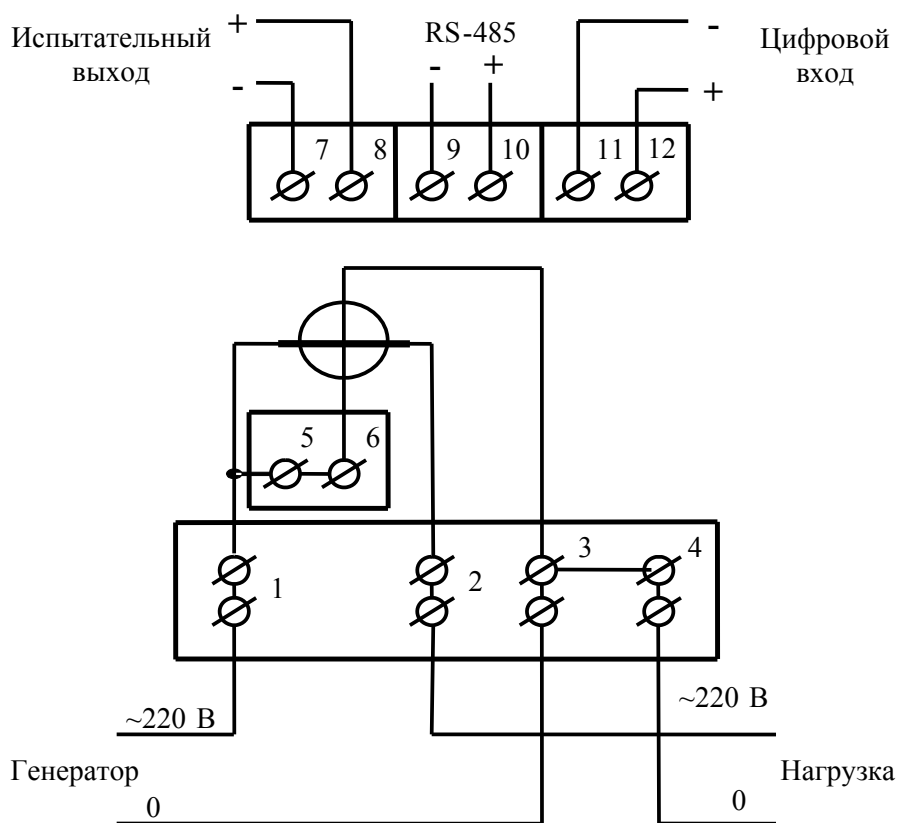 Испытательный
выход
+
-
RS-485
- +
-
+
Цифровой
вход
7 8 9 10 11 12
5 6
1 2 3 4
~220 В ~220 В
Генератор Нагрузка
0 0